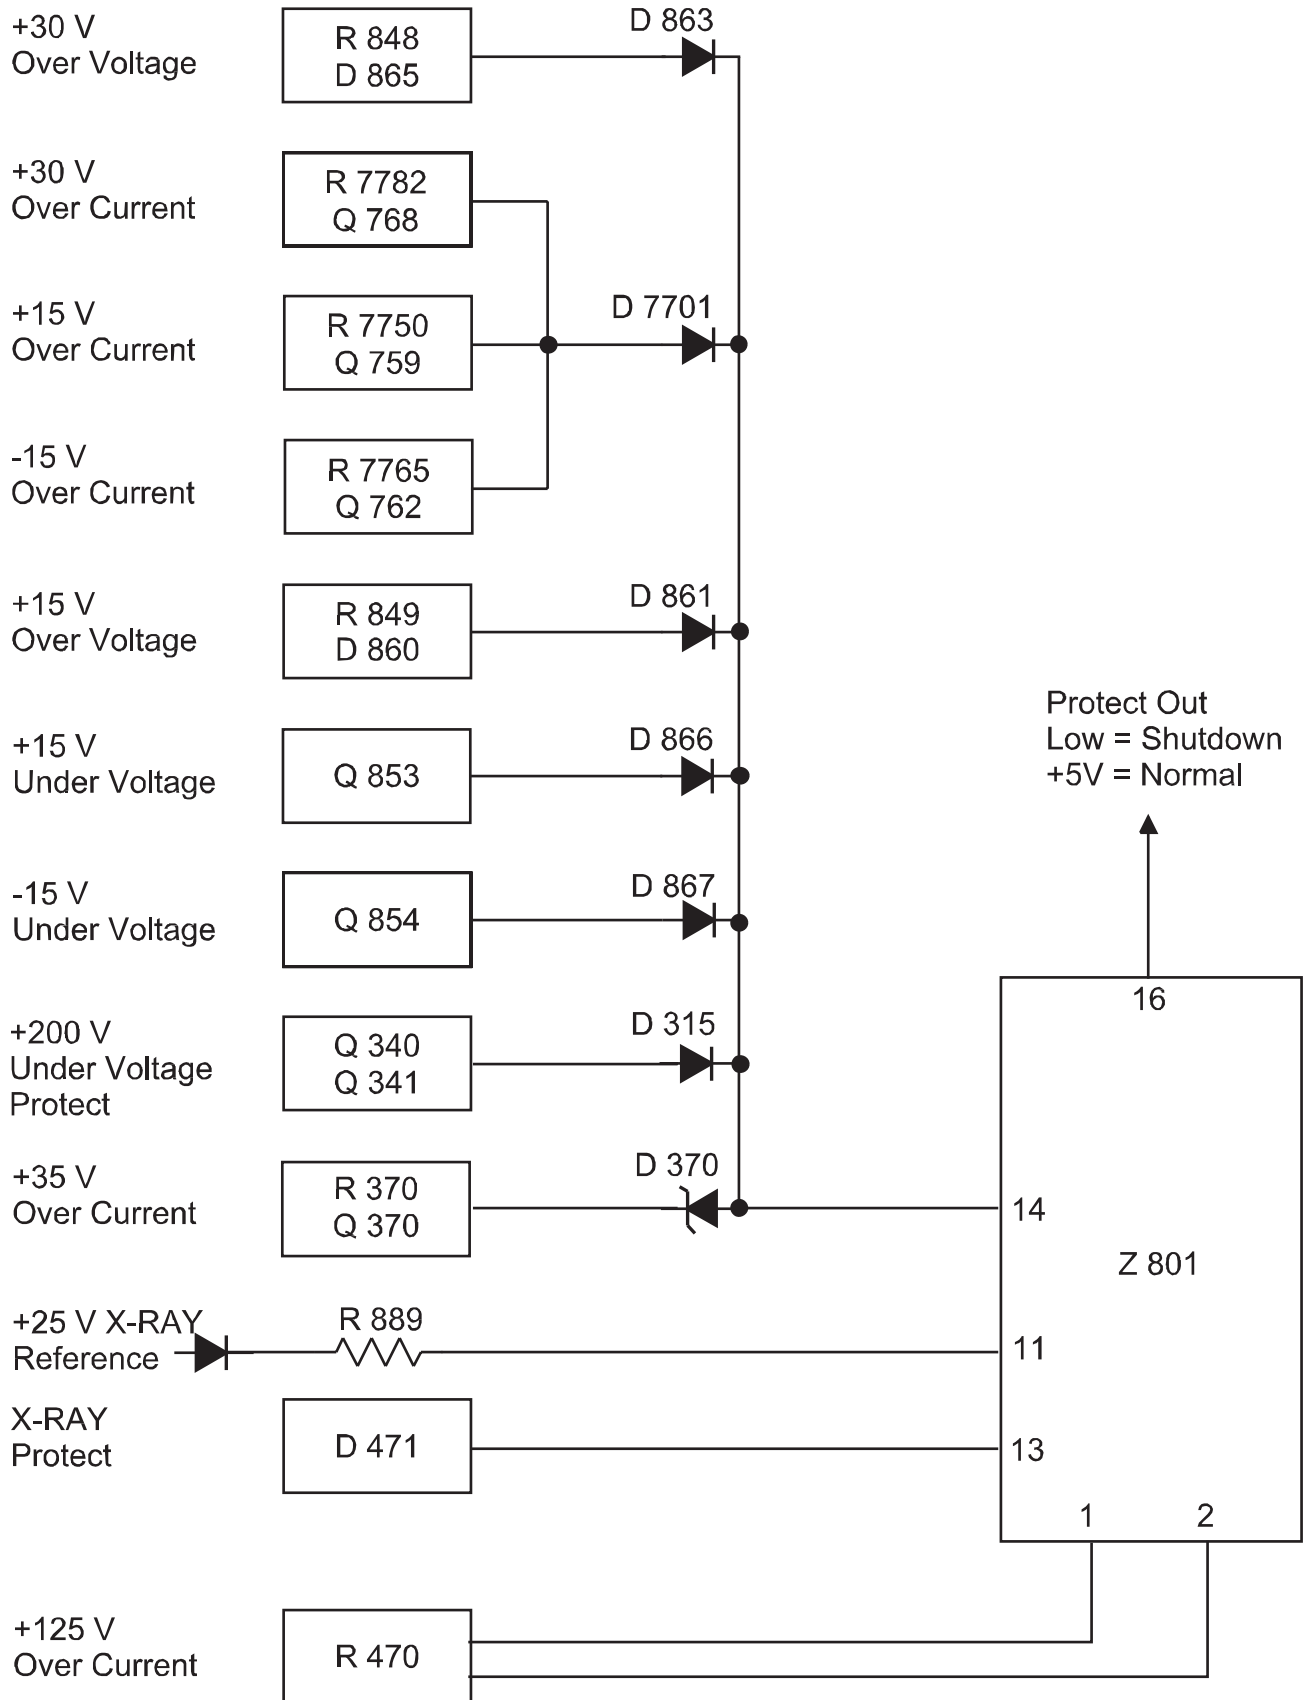 +30 V
Over Voltage
R 848
D 865
D 863
+30 V
Over Current
R 7782
Q 768
+15 V
Over Current
R 7750
Q 759
D 7701
-15 V
Over Current
R 7765
Q 762
+15 V
Over Voltage
R 849
D 860
D 861
+15 V
Under Voltage
Q 853
D 866
Protect Out
Low = Shutdown
+5V = Normal
-15 V
Under Voltage
Q 854
D 867
16
+200 V
Under Voltage
Protect
Q 340
Q 341
D 315
+35 V
Over Current
R 370
Q 370
D 370
14
Z 801
+25 V X-RAY
Reference
R 889
11
X-RAY
Protect
D 471
13
1
2
+125 V
Over Current
R 470